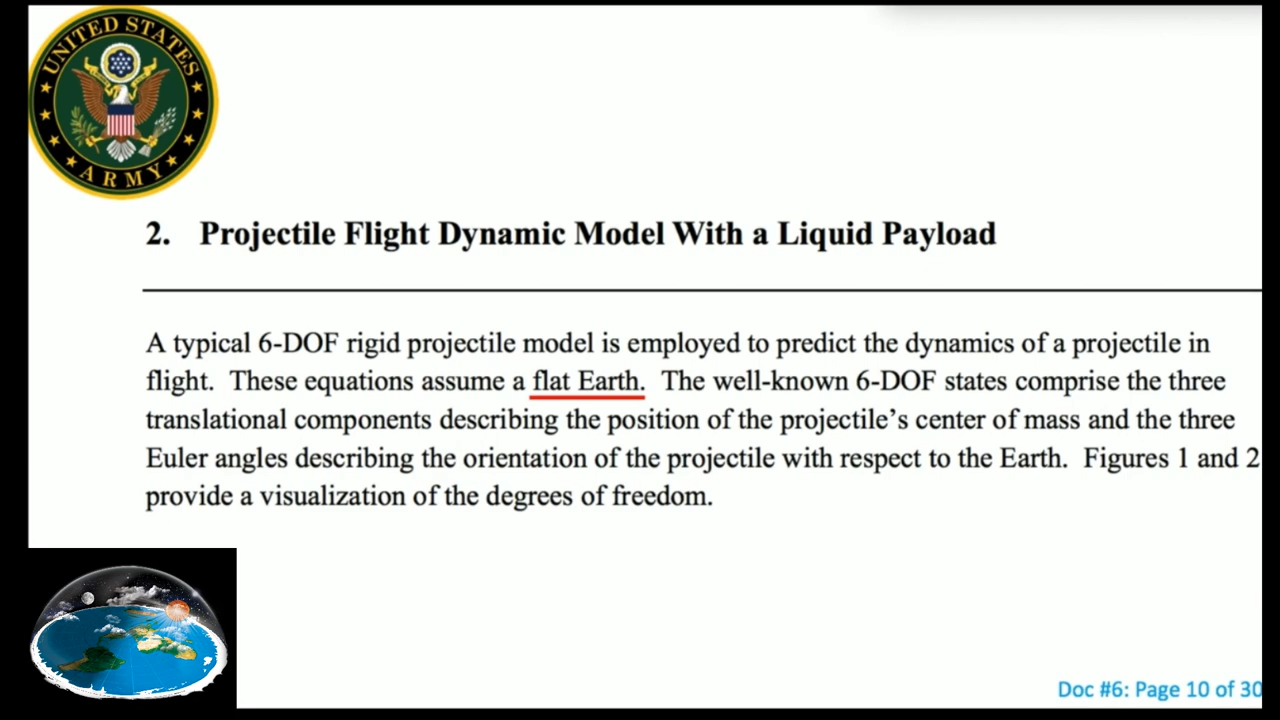 UNITED STATES
ARMY
2. Projectile Flight Dynamic Model With a Liquid Payload
A typical 6-DOF rigid projectile model is employed to predict the dynamics of a projectile in
flight. These equations assume a flat Earth. The well-known 6-DOF states comprise the three
translational components describing the position of the projectile’s center of mass and the three
Euler angles describing the orientation of the projectile with respect to the Earth. Figures 1 and 2
provide a visualization of the degrees of freedom.
Doc #6: Page 10 of 30